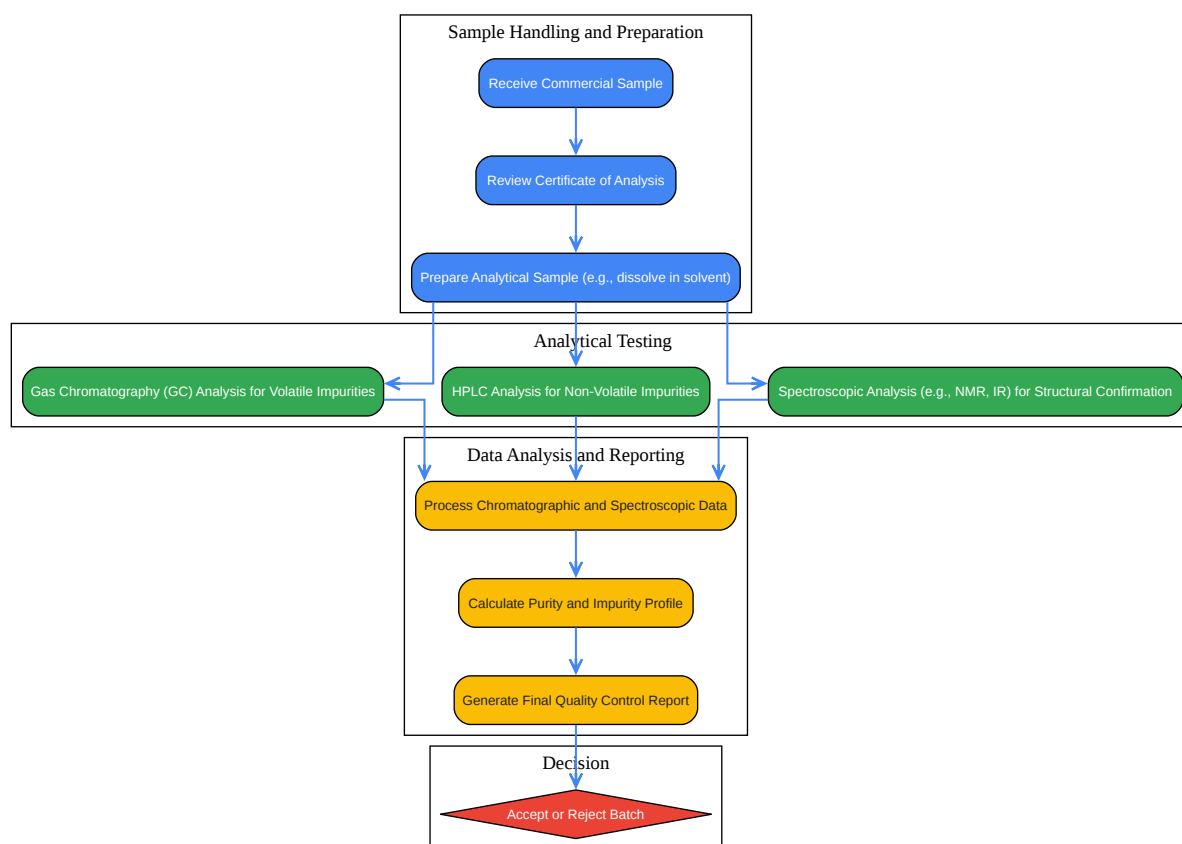 Sample Handling and Preparation
Receive Commercial Sample
Review Certificate of Analysis
Prepare Analytical Sample (e.g., dissolve in solvent)
Analytical Testing
Gas Chromatography (GC) Analysis for Volatile Impurities
HPLC Analysis for Non-Volatile Impurities
Spectroscopic Analysis (e.g., NMR, IR) for Structural Confirmation
Data Analysis and Reporting
Process Chromatographic and Spectroscopic Data
Calculate Purity and Impurity Profile
Generate Final Quality Control Report
Decision
Accept or Reject Batch